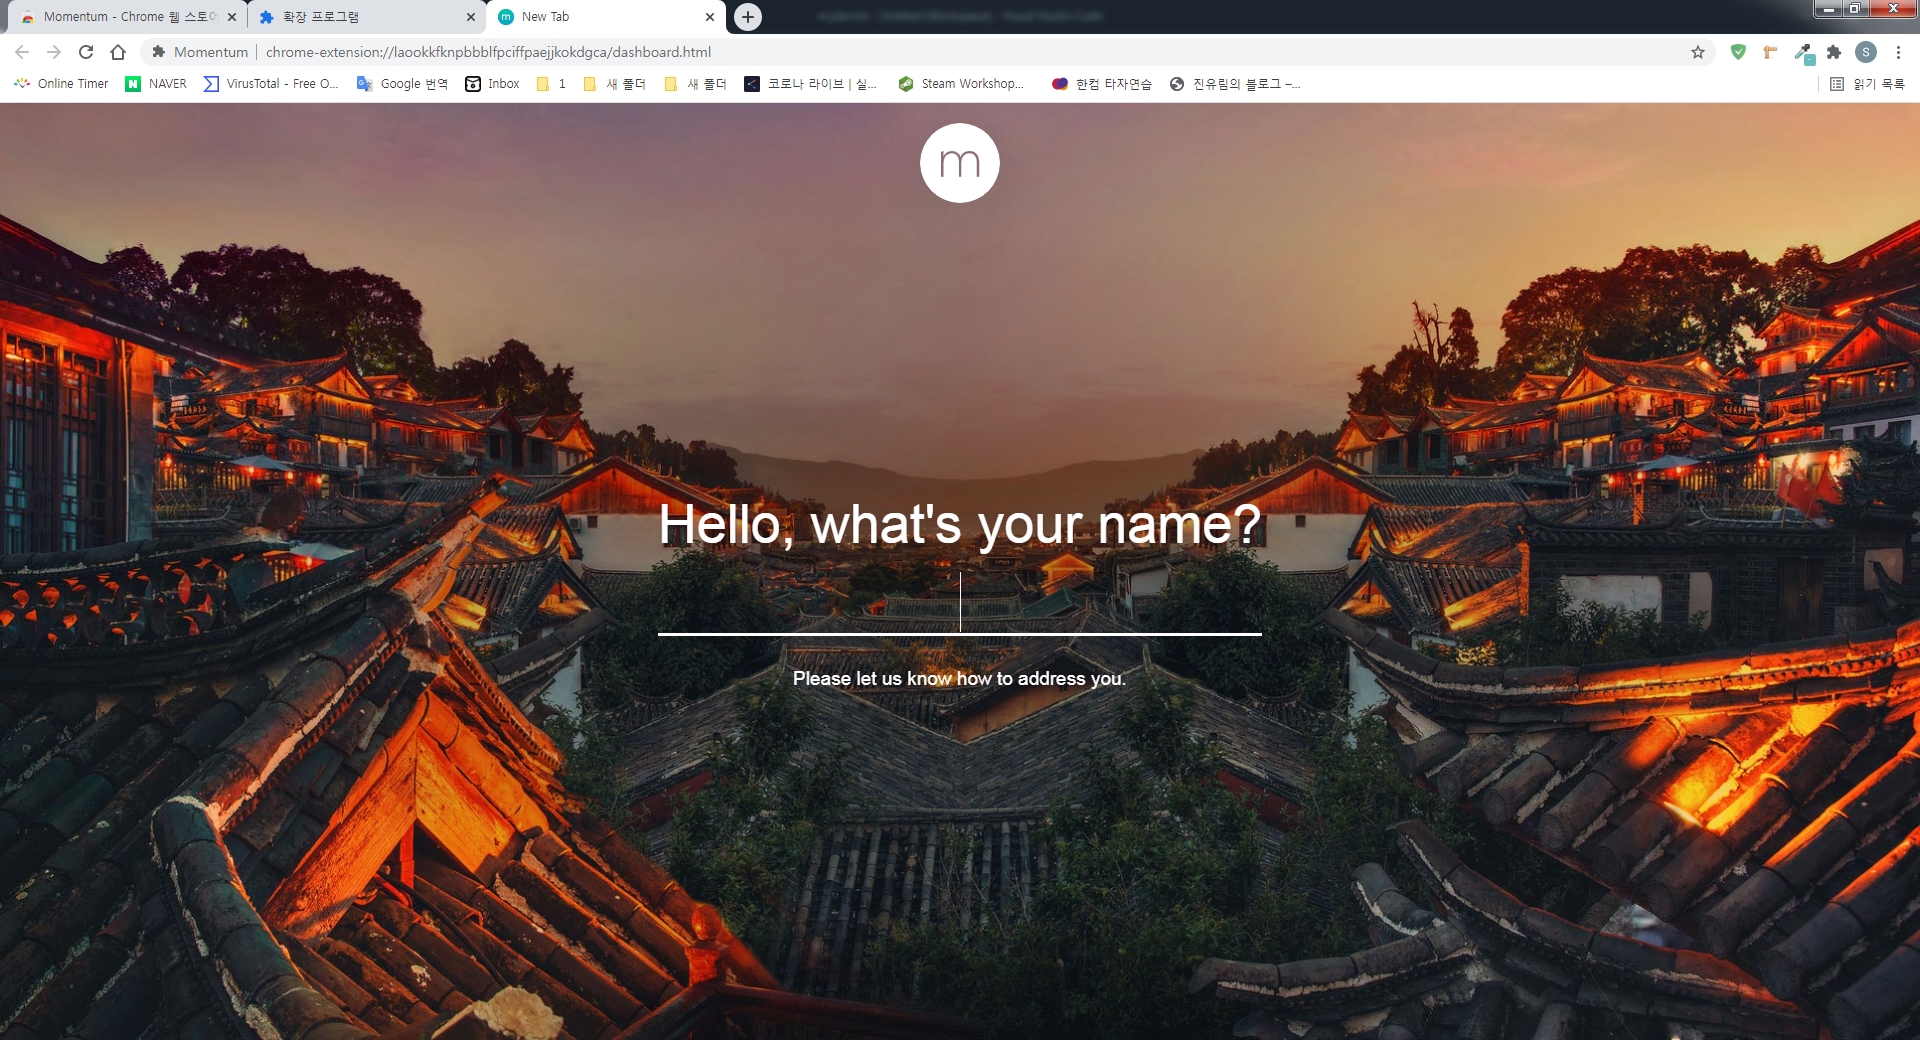 Momentum - Chrome 웹 스토어
확장 프로그램
m New Tab
Momentum chrome-extension://laookkfknpbbblfpciffpaejjkokdgca/dashboard.html S
Online Timer N NAVER VirusTotal - Free O... Google 번역 Inbox 1 새 폴더 새 폴더 코로나 라이브 | 실... Steam Workshop... 한컴 타자연습 진유림의 블로그 –... 읽기 목록
m
Hello, what's your name?
Please let us know how to address you.